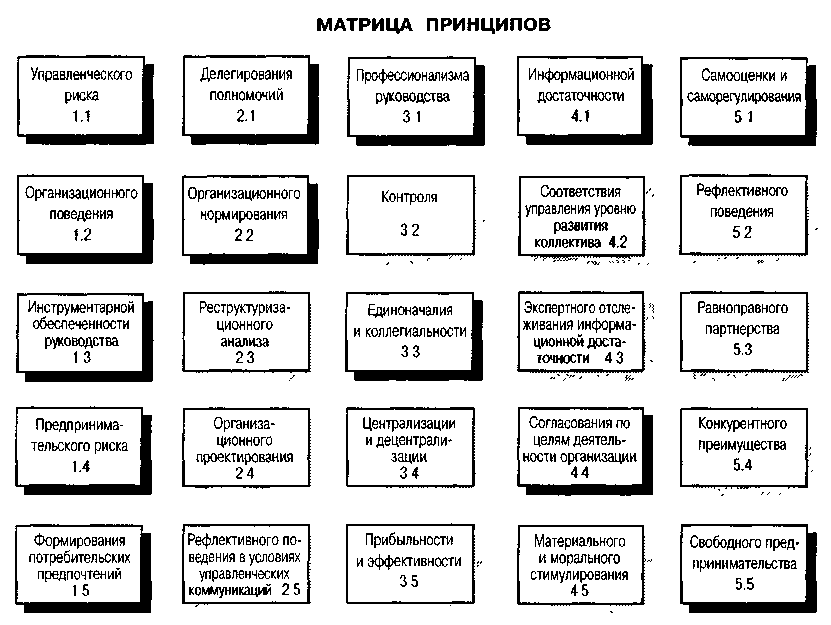 МАТРИЦА ПРИНЦИПОВ
Управленческого
риска
1.1
Делегирования
полномочий
2.1
Профессионализма
руководства
3 1
Информационной
достаточности
4.1
Самооценки и
саморегулирования
5 1
Организационного
поведения
1.2
Организационного
нормирования
2 2
Контроля
3 2
Соответствия
управления уровню
развития
коллектива 4.2
Рефлективного
поведения
5 2
Инструментарной
обеспеченности
руководства
1 3
Реструктуриза-
ционного
анализа
2 3
Единоначалия
и коллегиальности
3 3
Экспертного отсле-
живания информа-
ционной доста-
точности 4 3
Равноправного
партнерства
5.3
Предпринима-
тельского риска
1.4
Организа-
ционного
проектирования
2 4
Централизации
и децентрали-
зации
3 4
Согласования по
целям деятель-
ности организации
4 4
Конкурентного
преимущества
5.4
Формирования
потребительских
предпочтений
1 5
Рефлективного по-
ведения в условиях
управленческих
коммуникаций 2 5
Прибыльности
и эффективности
3 5
Материального
и морального
стимулирования
4 5
Свободного пред-
принимательства
5.5